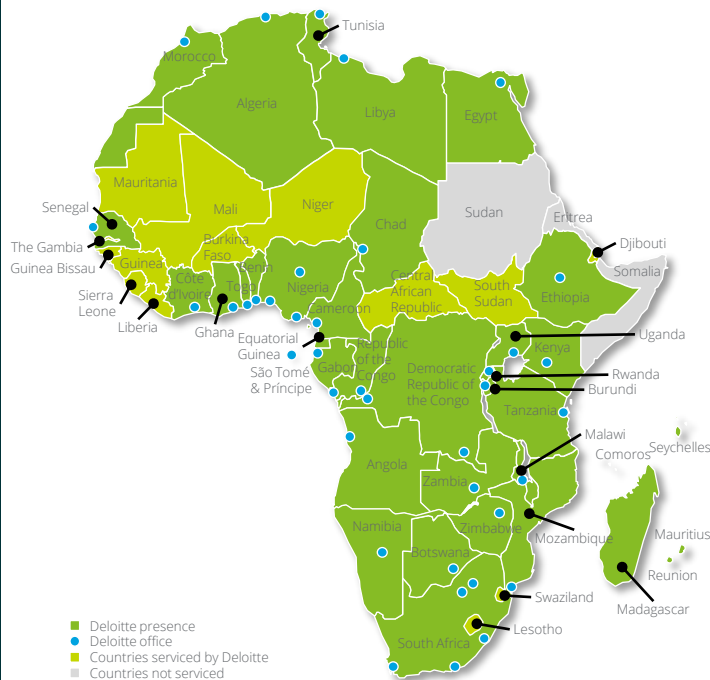 Tunisia
Morocco
Algeria
Libya
Egypt
Mauritania
Mali
Niger
Chad
Sudan
Eritrea
Senegal
The Gambia
Guinea Bissau
Guinea
Burkina
Faso
Djibouti
Somalia
Sierra
Leone
Liberia
Côte
d'Ivoire
Ghana
Togo
Benin
Nigeria
Cameroon
Central
African
Republic
South
Sudan
Ethiopia
Equatorial
Guinea
São Tomé
& Príncipe
Gabon
Republic
of the
Congo
Democratic
Republic of
the Congo
Uganda
Kenya
Rwanda
Burundi
Tanzania
Malawi
Comoros
Seychelles
Angola
Zambia
Zimbabwe
Mozambique
Namibia
Botswana
Mauritius
Reunion
Madagascar
Swaziland
Lesotho
South Africa
Deloitte presence
Deloitte office
Countries serviced by Deloitte
Countries not serviced